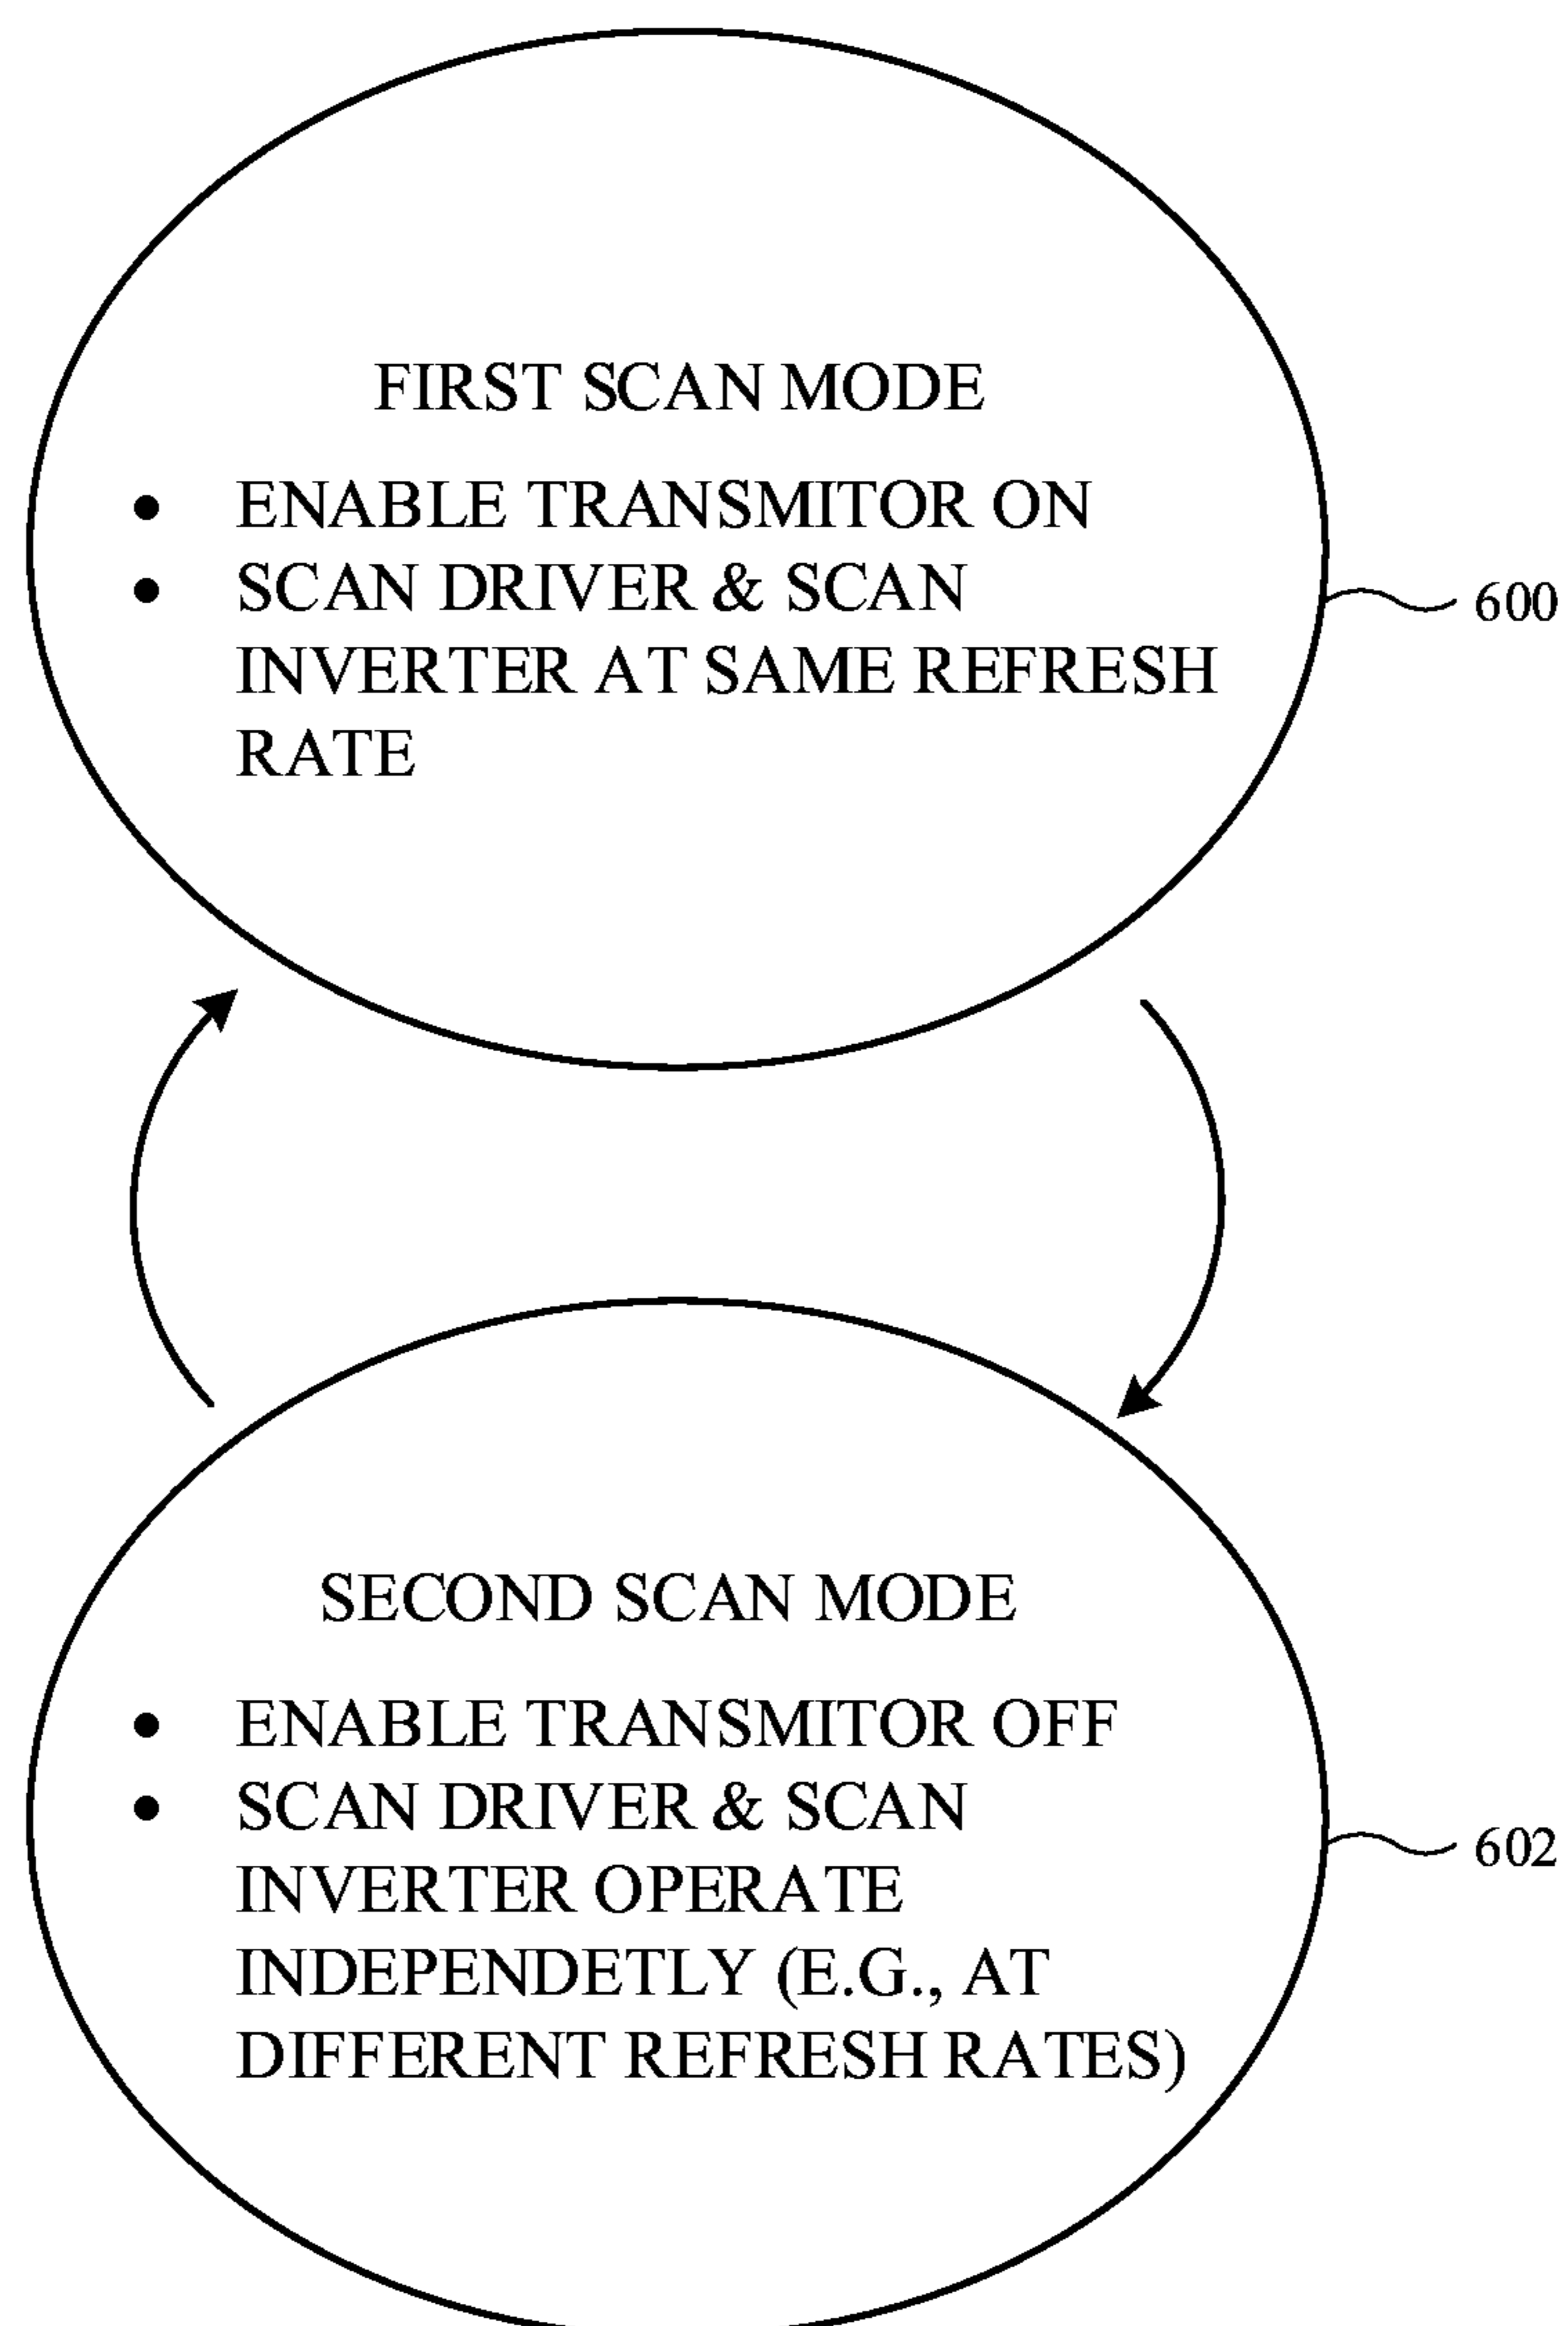 FIRST SCAN MODE
• ENABLE TRANSMITOR ON
• SCAN DRIVER & SCAN
INVERTER AT SAME REFRESH
RATE
600
SECOND SCAN MODE
• ENABLE TRANSMITOR OFF
• SCAN DRIVER & SCAN
INVERTER OPERATE
INDEPENDETLY (E.G., AT
DIFFERENT REFRESH RATES)
602